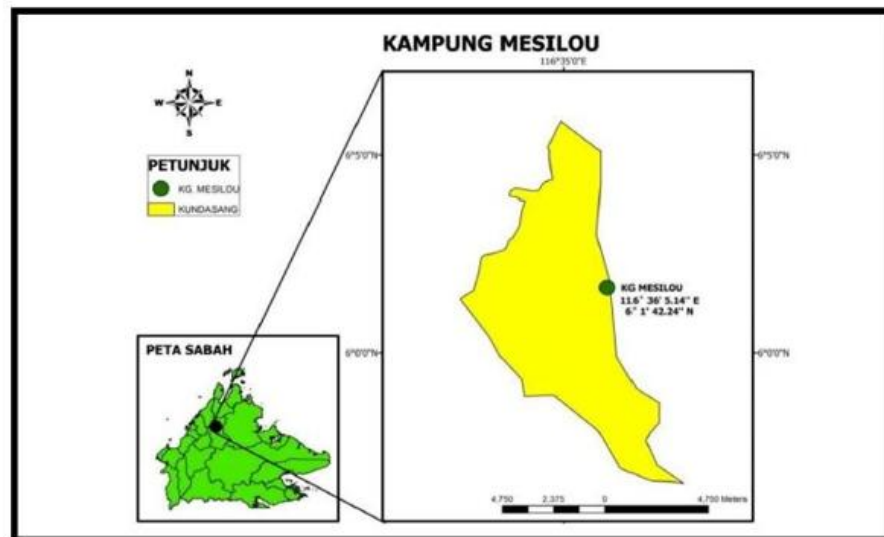 KAMPUNG MESILOU
116°35'0"E
N
W E
S
PETUNJUK
KG. MESILOU
KUNDASANG
6°5'0"N
6°5'0"N
KG MESILOU
116° 36' 5.14" E
6° 1' 42.24" N
6°0'0"N
6°0'0"N
PETA SABAH
4,750 2,375 0 4,750 Meters